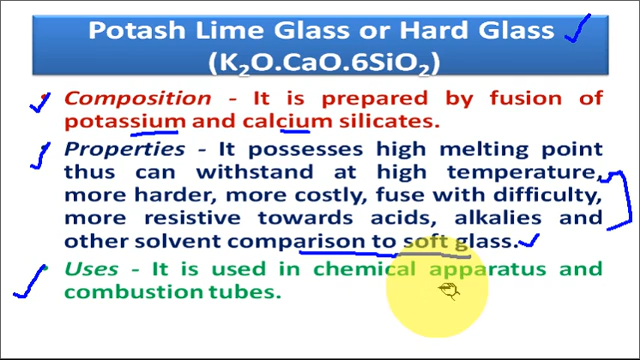 Potash Lime Glass or Hard Glass
(K₂O.CaO.6SiO₂)
• Composition - It is prepared by fusion of
potassium and calcium silicates.
• Properties - It possesses high melting point
thus can withstand at high temperature,
more harder, more costly, fuse with difficulty,
more resistive towards acids, alkalies and
other solvent comparison to soft glass.
• Uses - It is used in chemical apparatus and
combustion tubes.